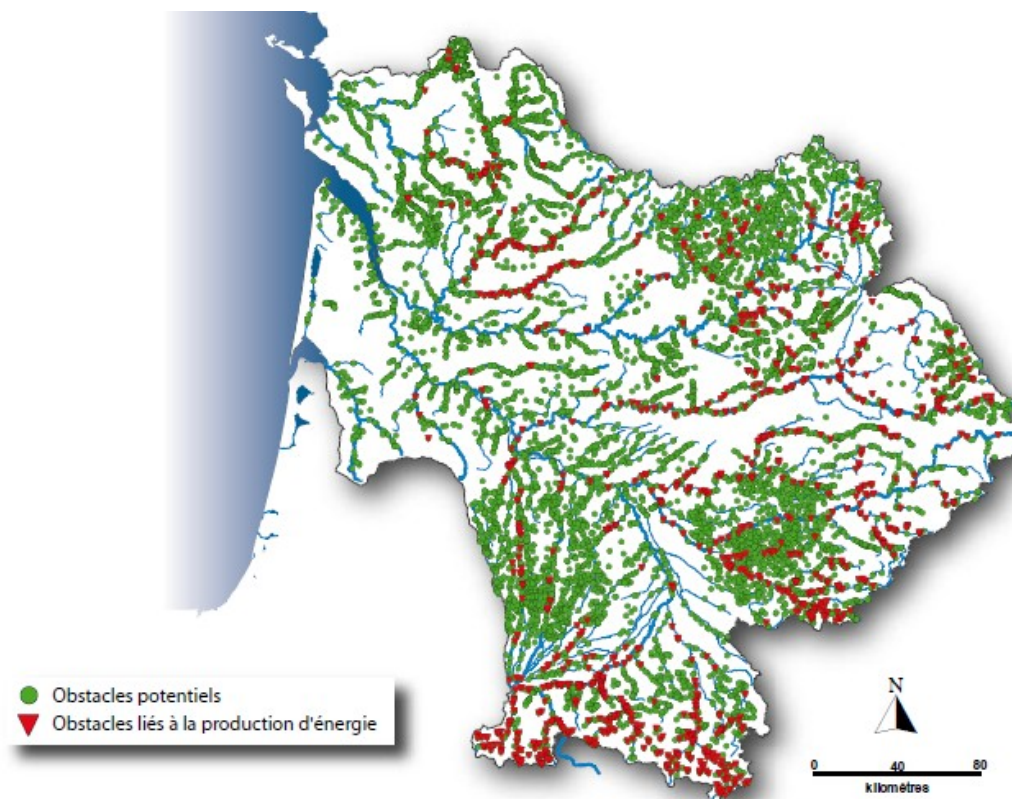 Obstacles potentiels
Obstacles liés à la production d'énergie
N
0 40 80
kilomètres